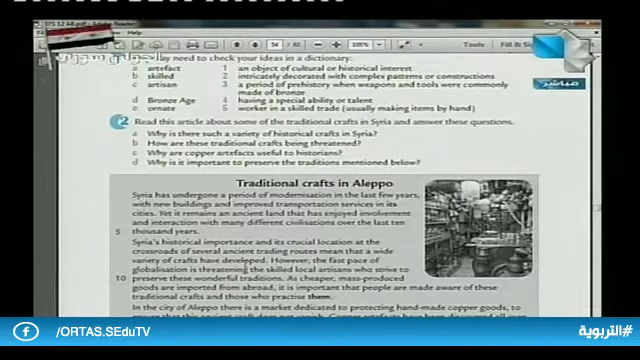 EFS 12 AB.pdf - Adobe Reader
54 / 82
105%
Tools
Fill & Sign
مباشر
may need to check your ideas in a dictionary:
a artefact 1 an object of cultural or historical interest
b skilled 2 intricately decorated with complex patterns or constructions
c artisan 3 a period of prehistory when weapons and tools were commonly
made of bronze
d Bronze Age 4 having a special ability or talent
e ornate 5 worker in a skilled trade (usually making items by hand)
2 Read this article about some of the traditional crafts in Syria and answer these questions.
a Why is there such a variety of historical crafts in Syria?
b How are these traditional crafts being threatened?
c Why are copper artefacts useful to historians?
d Why is it important to preserve the traditions mentioned below?
Traditional crafts in Aleppo
Syria has undergone a period of modernisation in the last few years,
with new buildings and improved transportation services in its
cities. Yet it remains an ancient land that has enjoyed involvement
and interaction with many different civilisations over the last ten
5 thousand years.
Syria's historical importance and its crucial location at the
crossroads of several ancient trading routes mean that a wide
variety of crafts have developed. However, the fast pace of
globalisation is threatening the skilled local artisans who strive to
10 preserve these wonderful traditions. As cheaper, mass-produced
goods are imported from abroad, it is important that people are made aware of these
traditional crafts and those who practise them.
In the city of Aleppo there is a market dedicated to protecting hand-made copper goods, to
/ORTAS.SEduTV
#التربوية